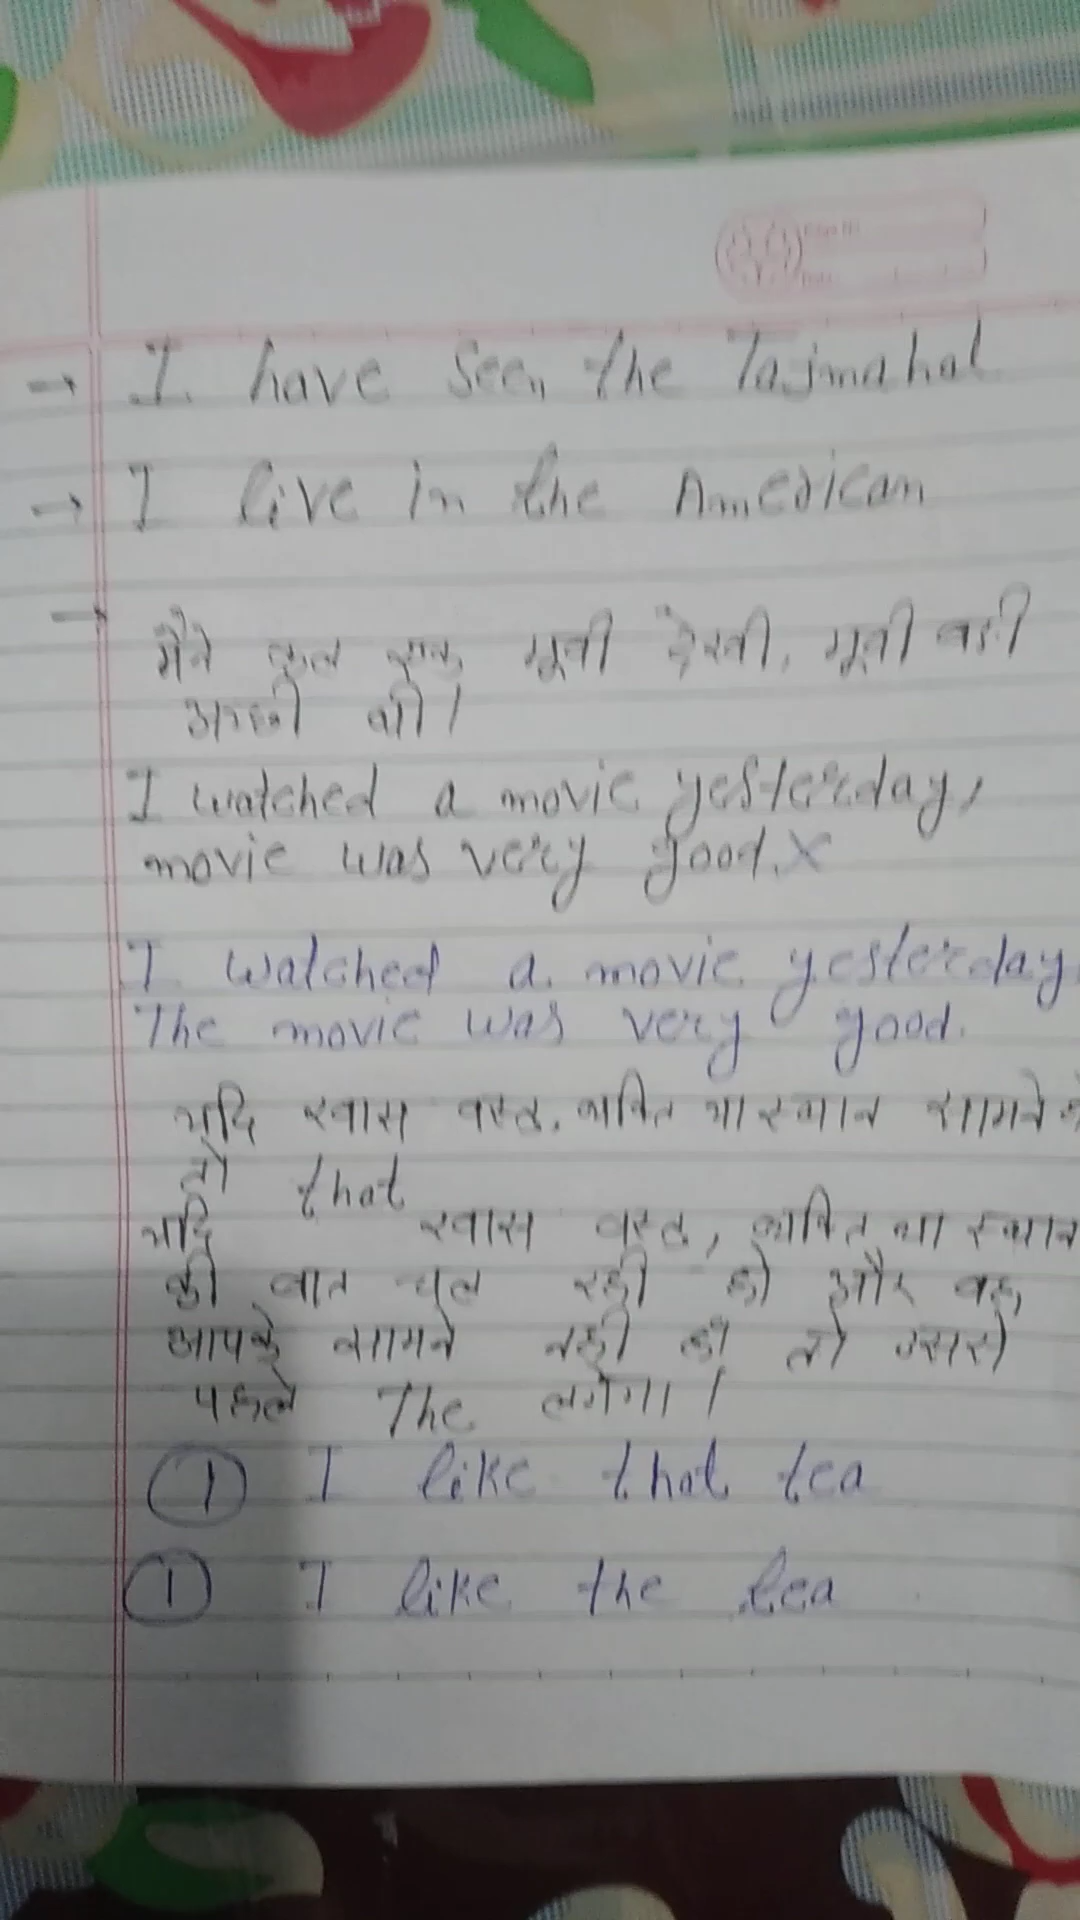 → I have seen the Tajmahal
→ I live in the American
→ मैने कल एक मूवी देखी, मूवी बडी
अच्छी थी।
I watched a movie yesterday,
movie was very good.×
I watched a movie yesterday
The movie was very good.
यदि खास वस्तु, व्यक्ति या स्थान सामने
तो that
यदि खास वस्तु, व्यक्ति या स्थान
की बात चल रही हो और वह
आपके सामने नही हो तो उससे
पहले The लगेगा।
① I like that tea
① I like the tea